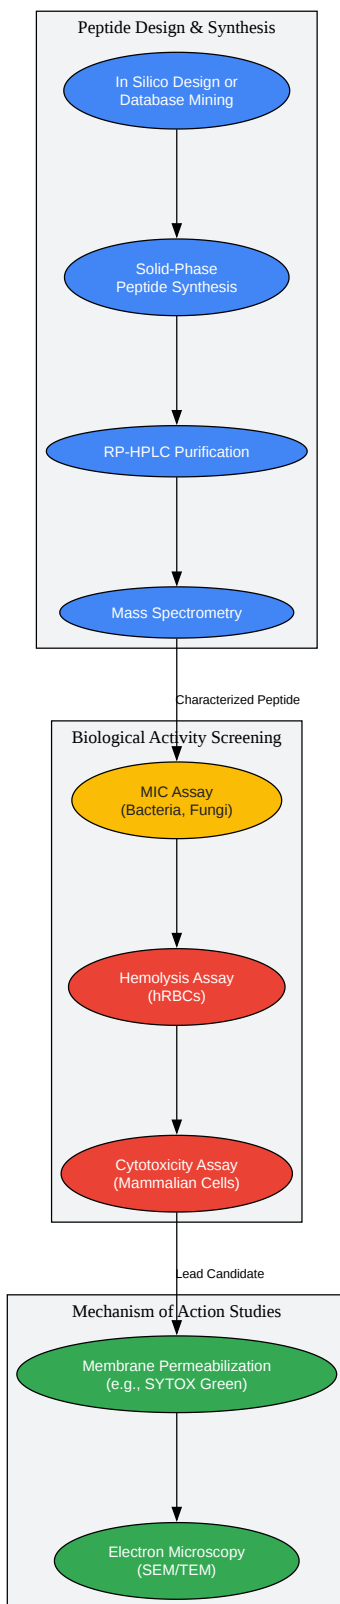 Peptide Design & Synthesis
In Silico Design or
Database Mining
Solid-Phase
Peptide Synthesis
RP-HPLC Purification
Mass Spectrometry
Characterized Peptide
Biological Activity Screening
MIC Assay
(Bacteria, Fungi)
Hemolysis Assay
(hRBCs)
Cytotoxicity Assay
(Mammalian Cells)
Lead Candidate
Mechanism of Action Studies
Membrane Permeabilization
(e.g., SYTOX Green)
Electron Microscopy
(SEM/TEM)